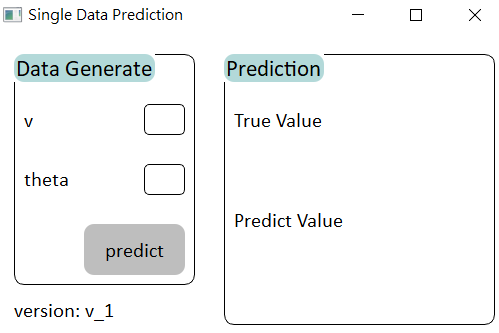 Single Data Prediction
Data Generate
v
theta
predict
version: v_1
Prediction
True Value
Predict Value